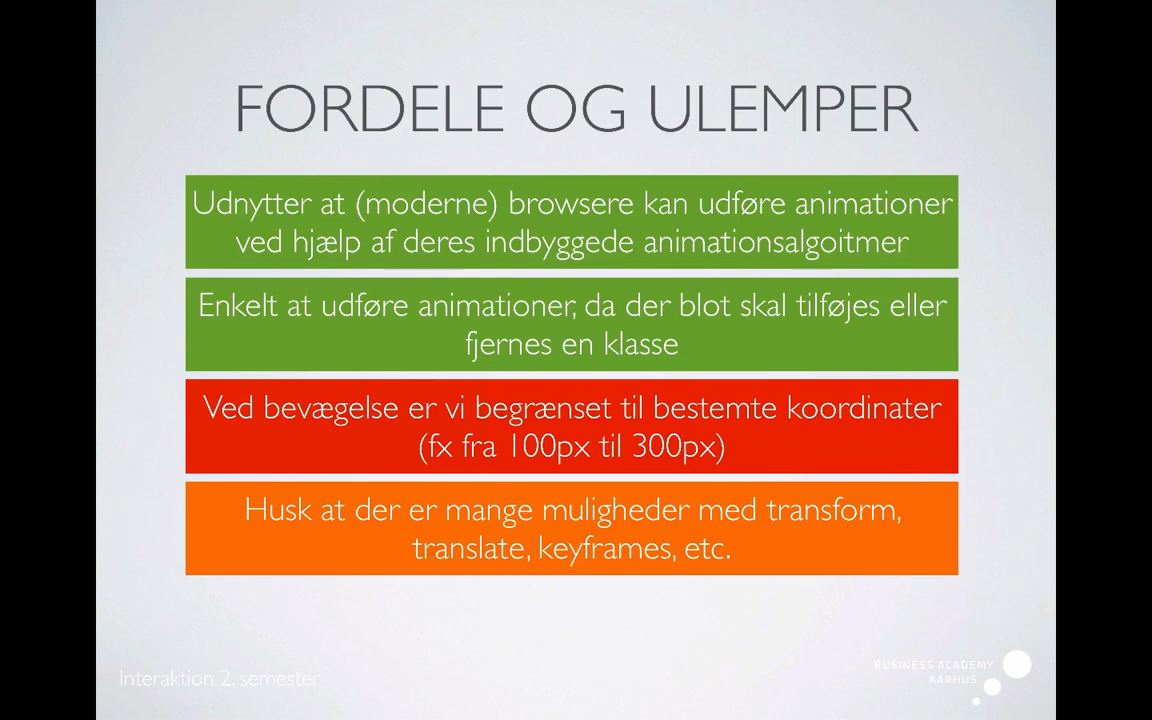 FORDELE OG ULEMPER
Udnytter at (moderne) browsere kan udføre animationer
ved hjælp af deres indbyggede animationsalgoitmer
Enkelt at udføre animationer, da der blot skal tilføjes eller
fjernes en klasse
Ved bevægelse er vi begrænset til bestemte koordinater
(fx fra 100px til 300px)
Husk at der er mange muligheder med transform,
translate, keyframes, etc.
Interaktion 2. semester
BUSINESS ACADEMY
AARHUS